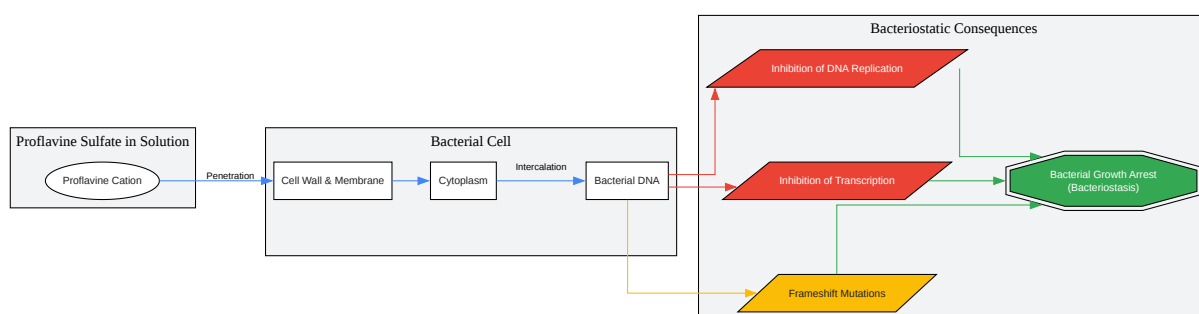 Bacteriostatic Consequences
Inhibition of DNA Replication
Proflavine Sulfate in Solution
Bacterial Cell
Proflavine Cation
Penetration
Cell Wall & Membrane
Cytoplasm
Intercalation
Bacterial DNA
Inhibition of Transcription
Bacterial Growth Arrest
(Bacteriostasis)
Frameshift Mutations